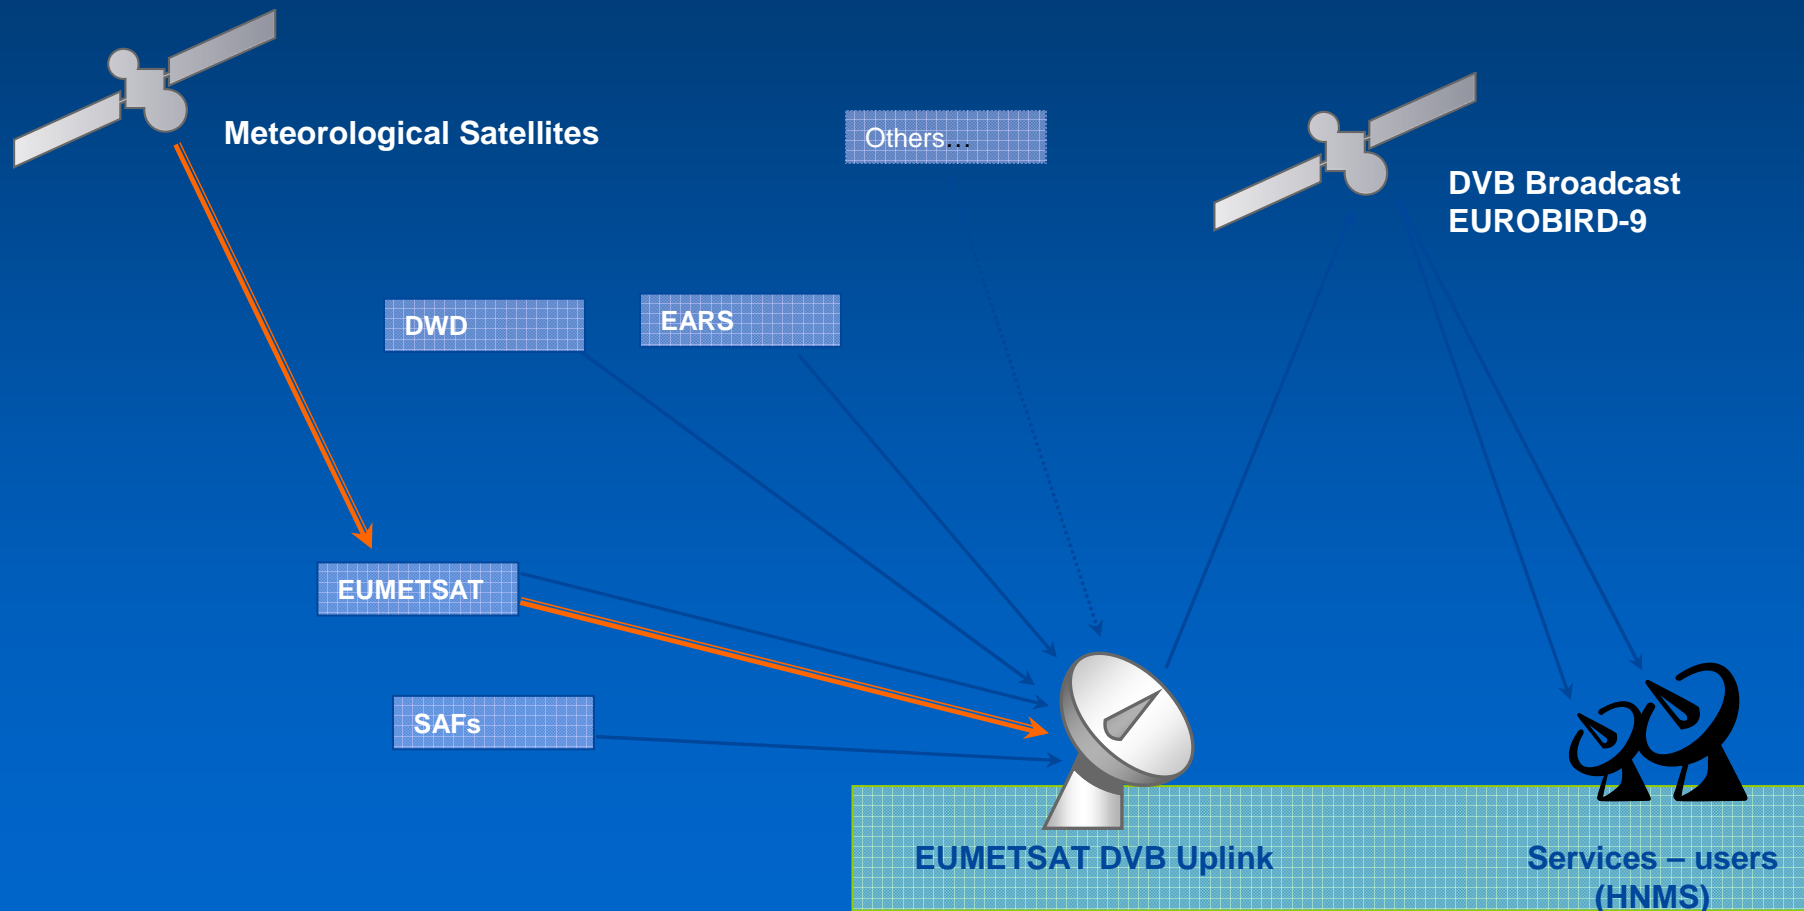 Meteorological Satellites
Others...
DVB Broadcast
EUROBIRD-9
DWD
EARS
EUMETSAT
SAFs
EUMETSAT DVB Uplink
Services – users
(HNMS)